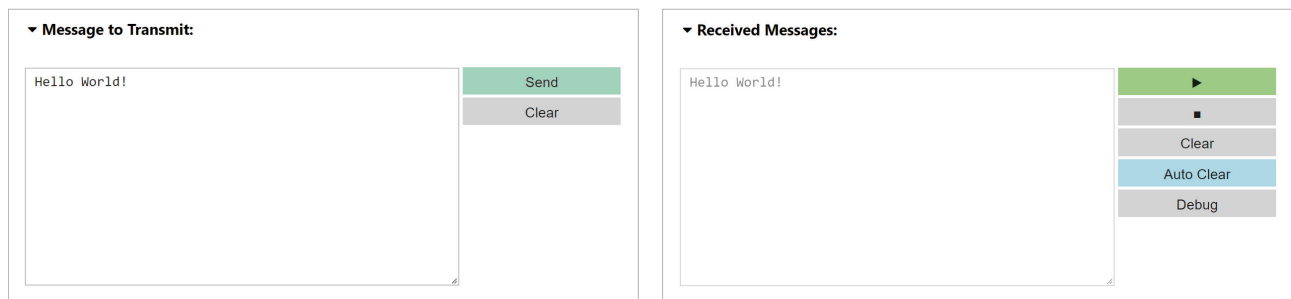 Message to Transmit:
Hello World!
Send
Clear
Received Messages:
Hello World!
Clear
Auto Clear
Debug